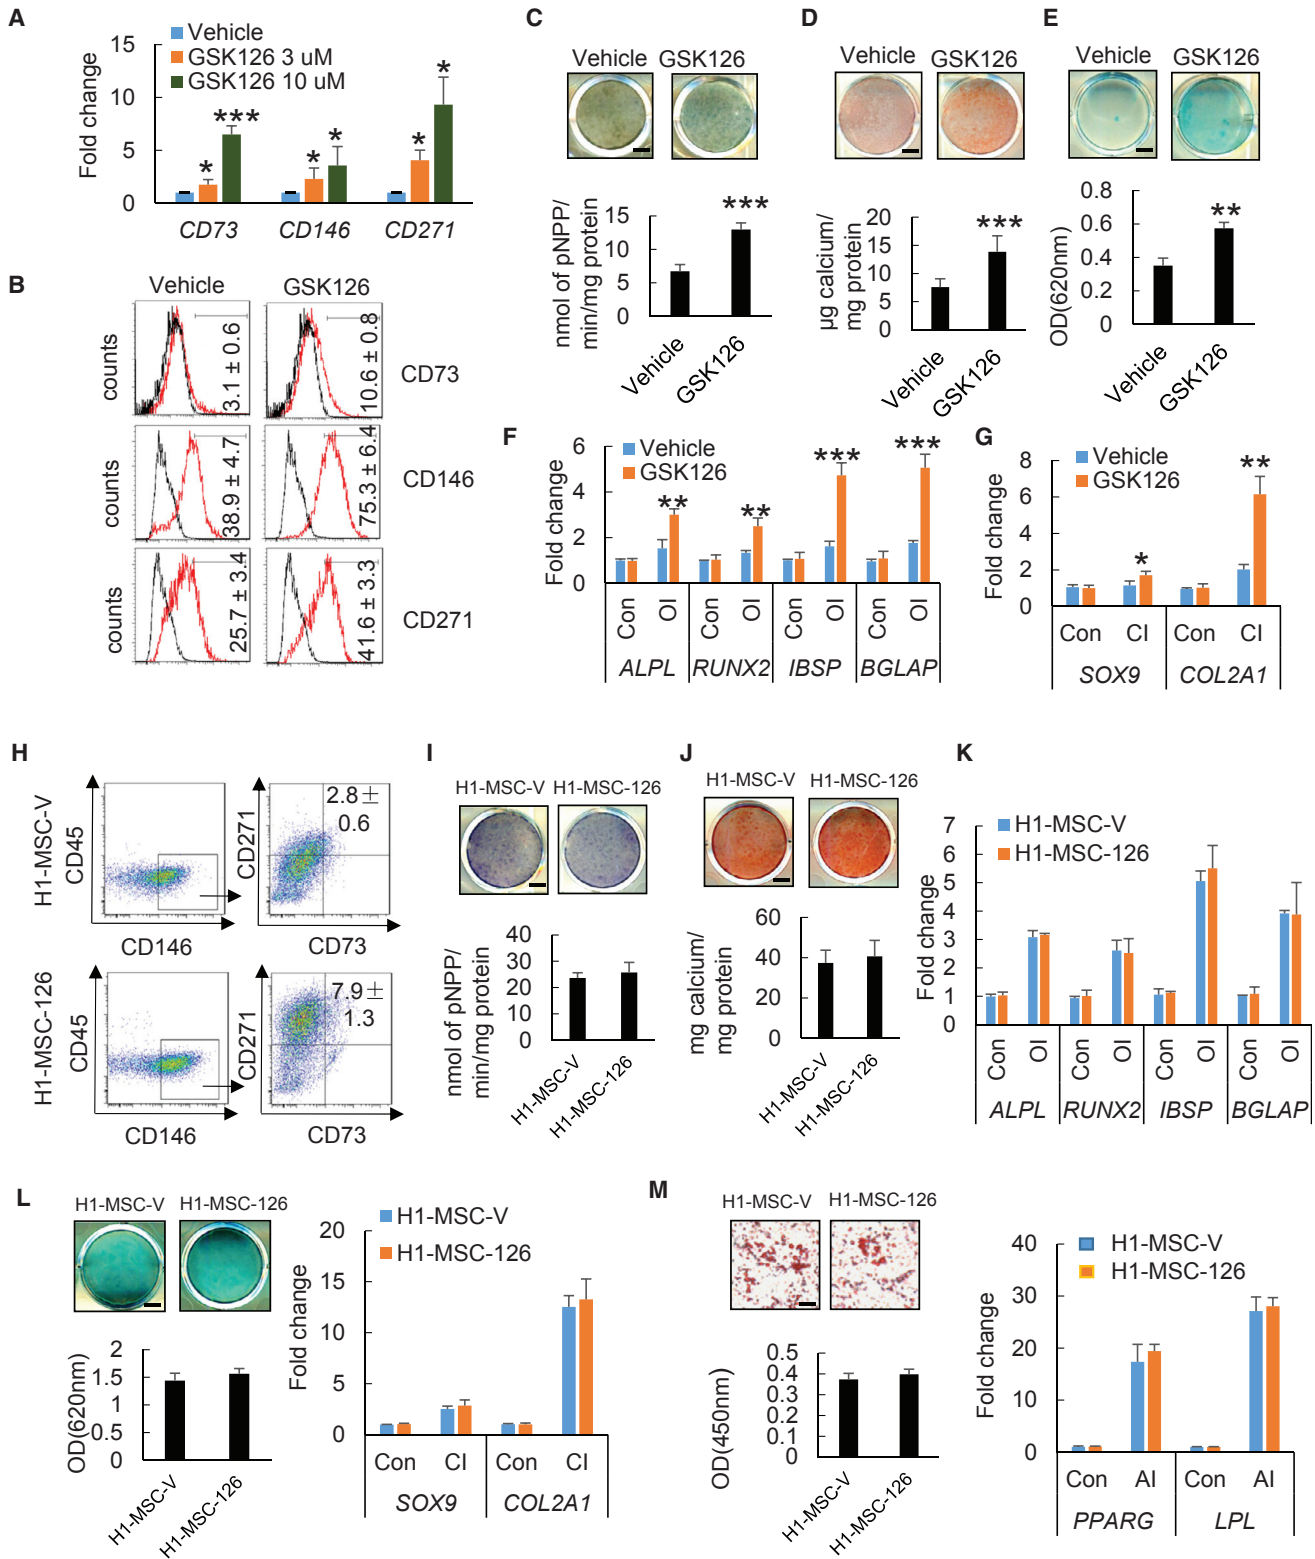 A
Vehicle
GSK126 3 uM
GSK126 10 uM
Fold change
15
10
5
0
***
*
*
*
*
*
CD73
CD146
CD271
B
Vehicle
GSK126
counts
3.1 ± 0.6
10.6 ± 0.8
CD73
counts
38.9 ± 4.7
75.3 ± 6.4
CD146
counts
25.7 ± 3.4
41.6 ± 3.3
CD271
C
Vehicle GSK126
nmol of pNPP/
min/mg protein
15
10
5
0
***
Vehicle
GSK126
D
Vehicle GSK126
µg calcium/
mg protein
20
15
10
5
0
***
Vehicle
GSK126
E
Vehicle GSK126
OD(620nm)
0.8
0.6
0.4
0.2
0
**
Vehicle
GSK126
F
Vehicle
GSK126
Fold change
6
4
2
0
**
**
***
***
Con OI Con OI Con OI Con OI
ALPL RUNX2 IBSP BGLAP
G
Vehicle
GSK126
Fold change
8
6
4
2
0
*
**
Con CI Con CI
SOX9 COL2A1
H
H1-MSC-V
CD45
CD146
CD271
2.8 ±
0.6
CD73
H1-MSC-126
CD45
CD146
CD271
7.9 ±
1.3
CD73
I
H1-MSC-V H1-MSC-126
nmol of pNPP/
min/mg protein
40
30
20
10
0
H1-MSC-V
H1-MSC-126
J
H1-MSC-V H1-MSC-126
mg calcium/
mg protein
60
40
20
0
H1-MSC-V
H1-MSC-126
K
H1-MSC-V
H1-MSC-126
Fold change
7
6
5
4
3
2
1
0
Con OI Con OI Con OI Con OI
ALPL RUNX2 IBSP BGLAP
L
H1-MSC-V H1-MSC-126
OD(620nm)
2
1.5
1
0.5
0
H1-MSC-V
H1-MSC-126
H1-MSC-V
H1-MSC-126
Fold change
20
15
10
5
0
Con CI Con CI
SOX9 COL2A1
M
H1-MSC-V H1-MSC-126
OD(450nm)
0.5
0.4
0.3
0.2
0.1
0
H1-MSC-V
H1-MSC-126
H1-MSC-V
H1-MSC-126
Fold change
40
30
20
10
0
Con AI Con AI
PPARG LPL